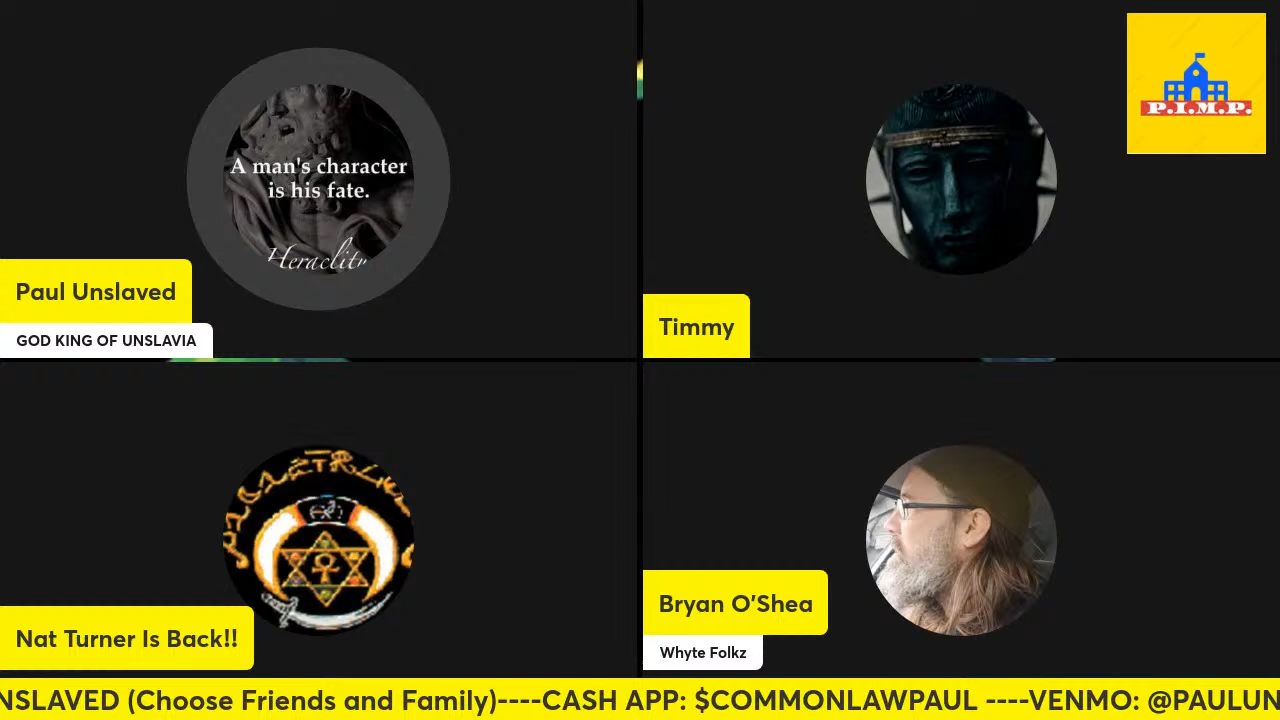 A man's character
is his fate.
Paul Unslaved
GOD KING OF UNSLAVIA
P.I.M.P.
Timmy
Nat Turner Is Back!!
Bryan O'Shea
Whyte Folkz
NSLAVED (Choose Friends and Family)----CASH APP: $COMMONLAWPAUL ----VENMO: @PAULUN